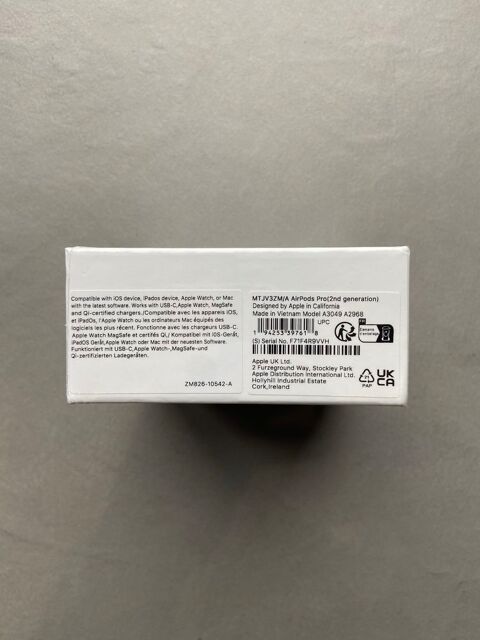 Compatible with iOS device, iPados device, Apple Watch, or Mac
with the latest software. Works with USB-C,Apple Watch, MagSafe
and Qi-certified chargers./Compatible avec les appareils iOS,
et iPadOs, l'Apple Watch ou les ordinateurs Mac équipés des
logiciels les plus récent. Fonctionne avec les chargeurs USB-C.
Apple Watch MagSafe et certifés QI./ Kompatibel mit iOS-Gerät,
iPadOS Gerät,Apple Watch oder Mac mit der neuesten Software.
Funktioniert mit USB-C,Apple Watch-,MagSafe-und
Qi-zertifizierten Ladegeräten.
ZM826-10542-A
MTJV3ZM/A AirPods Pro(2nd generation)
Designed by Apple in California
Made in Vietnam Model A3049 A2968
UPC
1 94253 39761 8
FR
(S) Serial No. F71F4R9VVH
Apple UK Ltd.
2 Furzeground Way, Stockley Park
Apple Distribution International Ltd.
Hollyhill Industrial Estate
Cork,Ireland
PAP
UK
CA